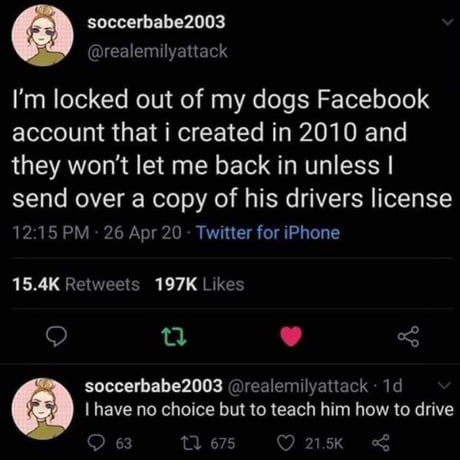 soccerbabe2003
@realemilyattack
I'm locked out of my dogs Facebook
account that i created in 2010 and
they won't let me back in unless I
send over a copy of his drivers license
12:15 PM · 26 Apr 20 · Twitter for iPhone
15.4K Retweets 197K Likes
soccerbabe2003 @realemilyattack · 1d
I have no choice but to teach him how to drive
63 675 21.5K